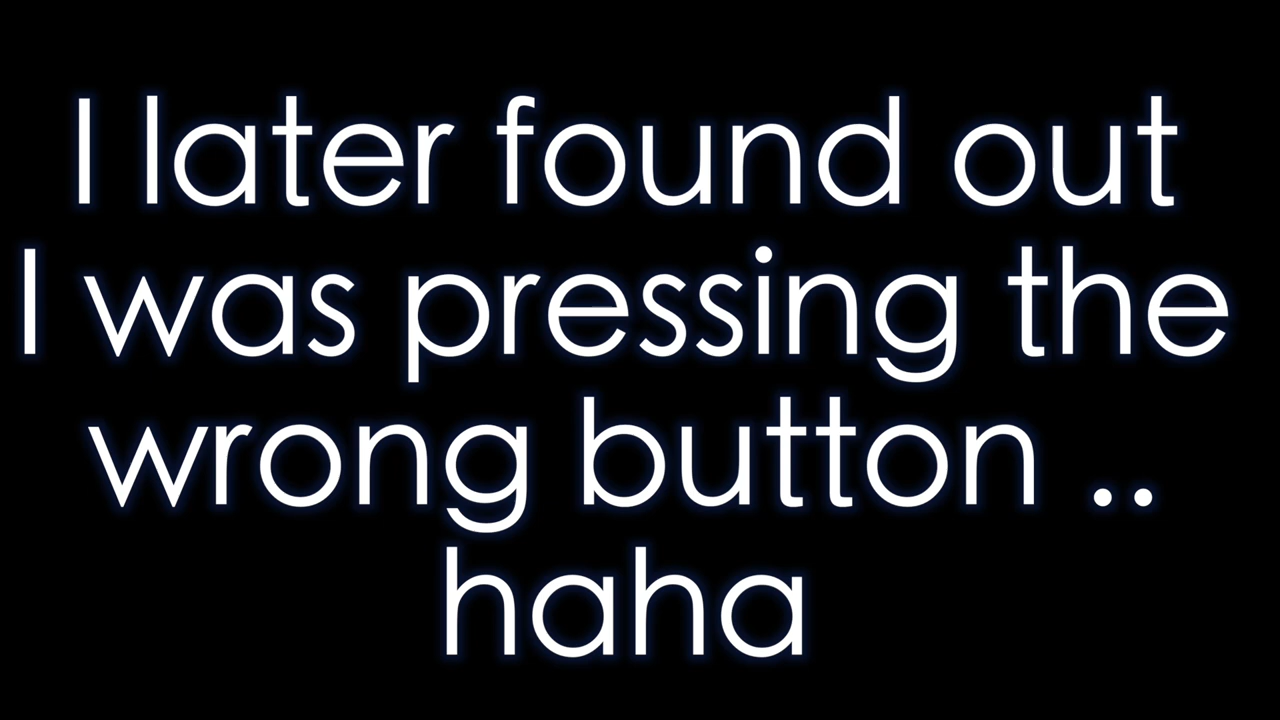 I later found out
I was pressing the
wrong button ..
haha